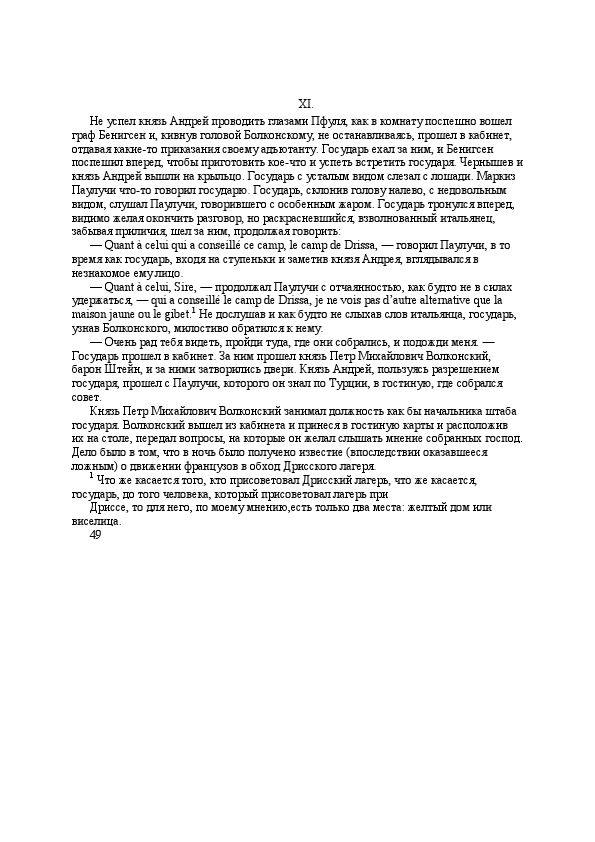 XI.
Не успел князь Андрей проводить глазами Пфуля, как в комнату поспешно вошел
граф Бенигсен и, кивнув головой Болконскому, не останавливаясь, прошел в кабинет,
отдавая какие-то приказания своему адъютанту. Государь ехал за ним, и Бенигсен
поспешил вперед, чтобы приготовить кое-что и успеть встретить государя. Чернышев и
князь Андрей вышли на крыльцо. Государь с усталым видом слезал с лошади. Маркиз
Паулучи что-то говорил государю. Государь, склонив голову налево, с недовольным
видом, слушал Паулучи, говорившего с особенным жаром. Государь тронулся вперед,
видимо желая окончить разговор, но раскрасневшийся, взволнованный итальянец,
забывая приличия, шел за ним, продолжая говорить:
— Quant à celui qui a conseillé ce camp, le camp de Drissa, — говорил Паулучи, в то
время как государь, входя на ступеньки и заметив князя Андрея, вглядывался в
незнакомое ему лицо.
— Quant à celui, Sire, — продолжал Паулучи с отчаянностью, как будто не в силах
удержаться, — qui a conseillé le camp de Drissa, je ne vois pas d’autre alternative que la
maison jaune ou le gibet.¹ Не дослушав и как будто не слыхав слов итальянца, государь,
узнав Болконского, милостиво обратился к нему.
— Очень рад тебя видеть, пройди туда, где они собрались, и подожди меня. —
Государь прошел в кабинет. За ним прошел князь Петр Михайлович Волконский,
барон Штейн, и за ними затворились двери. Князь Андрей, пользуясь разрешением
государя, прошел с Паулучи, которого он знал по Турции, в гостиную, где собрался
совет.
Князь Петр Михайлович Волконский занимал должность как бы начальника штаба
государя. Волконский вышел из кабинета и принеся в гостиную карты и расположив
их на столе, передал вопросы, на которые он желал слышать мнение собранных господ.
Дело было в том, что в ночь было получено известие (впоследствии оказавшееся
ложным) о движении французов в обход Дрисского лагеря.
¹ Что же касается того, кто присоветовал Дрисский лагерь, что же касается,
государь, до того человека, который присоветовал лагерь при
Дриссе, то для него, по моему мнению,есть только два места: желтый дом или
виселица.
49